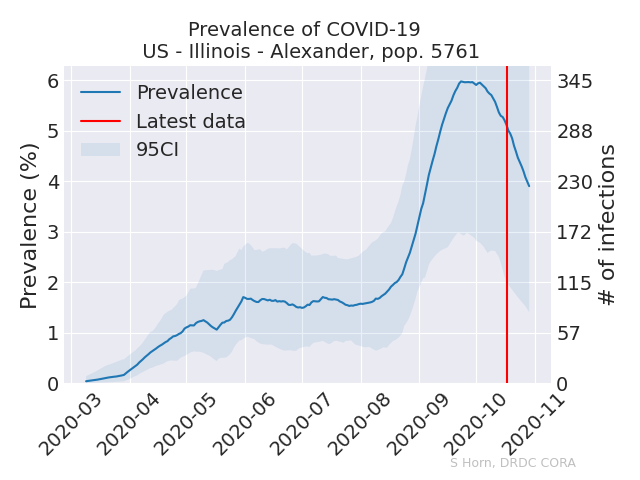 Prevalence of COVID-19
US - Illinois - Alexander, pop. 5761
Prevalence (%)
6
5
4
3
2
1
0
Prevalence
Latest data
95CI
345
288
230
172
115
57
0
# of infections
2020-03
2020-04
2020-05
2020-06
2020-07
2020-08
2020-09
2020-10
2020-11
S Horn, DRDC CORA